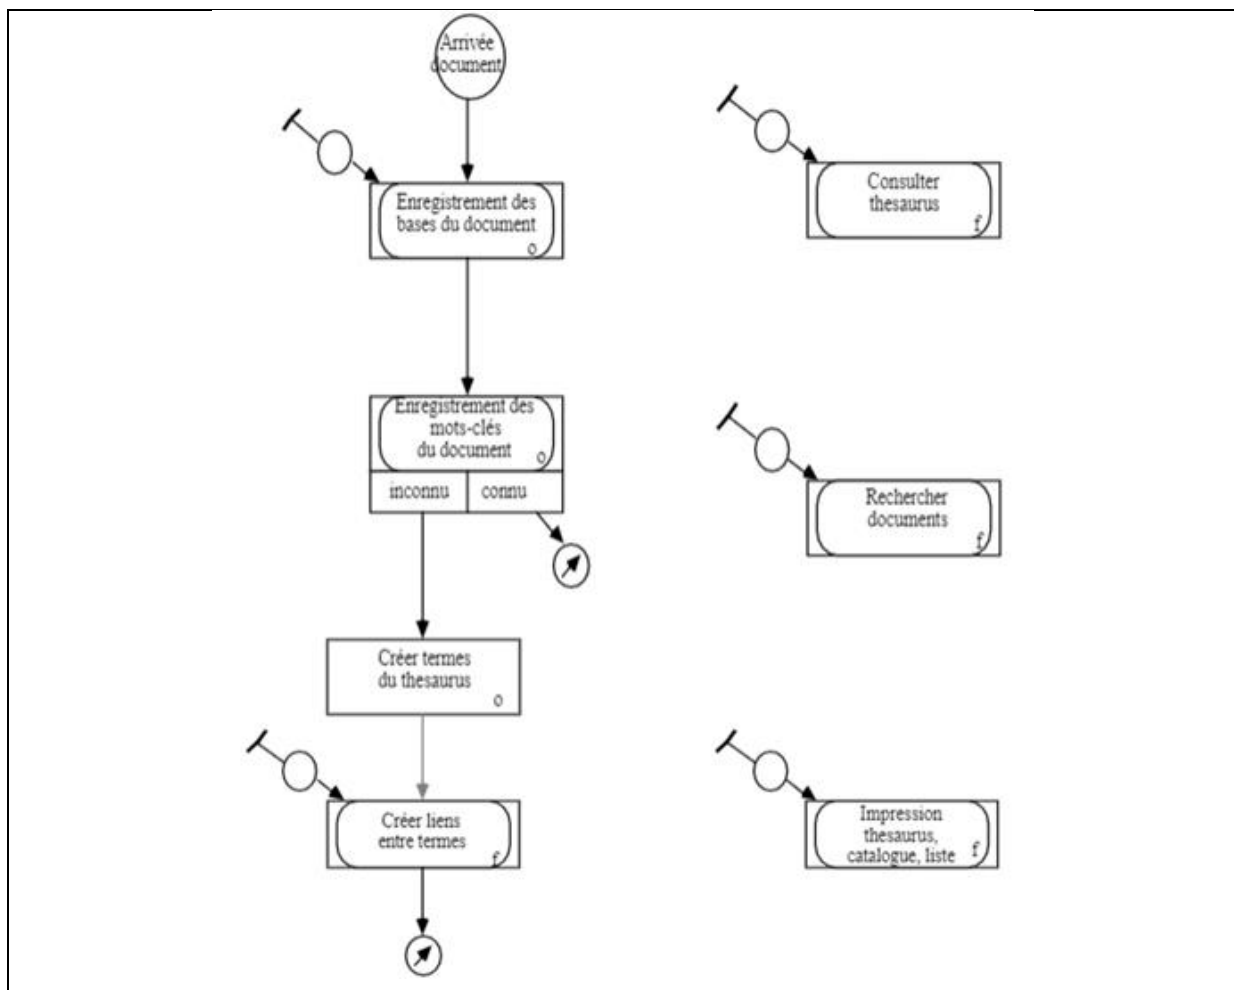 Arrivée
document
Enregistrement des
bases du document
o
Enregistrement des
mots-clés
du document
o
inconnu
connu
Créer termes
du thesaurus
o
Créer liens
entre termes
f
Consulter
thesaurus
f
Rechercher
documents
f
Impression
thesaurus,
catalogue, liste
f